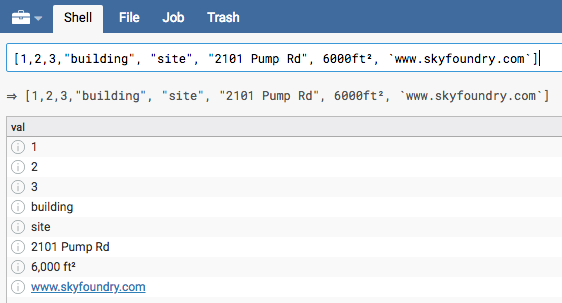 Shell File Job Trash
[1,2,3,"building", "site", "2101 Pump Rd", 6000ft², `www.skyfoundry.com`]
⇒ [1,2,3,"building", "site", "2101 Pump Rd", 6000ft², `www.skyfoundry.com`]
val
1
2
3
building
site
2101 Pump Rd
6,000 ft²
www.skyfoundry.com